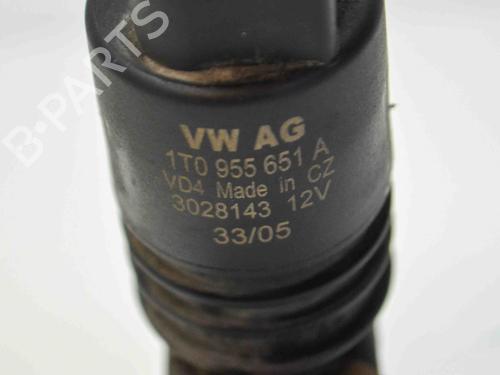 B-PARTS
VW AG
1T0 955 651 A
VD4 Made in CZ
3028143 12V
33/05